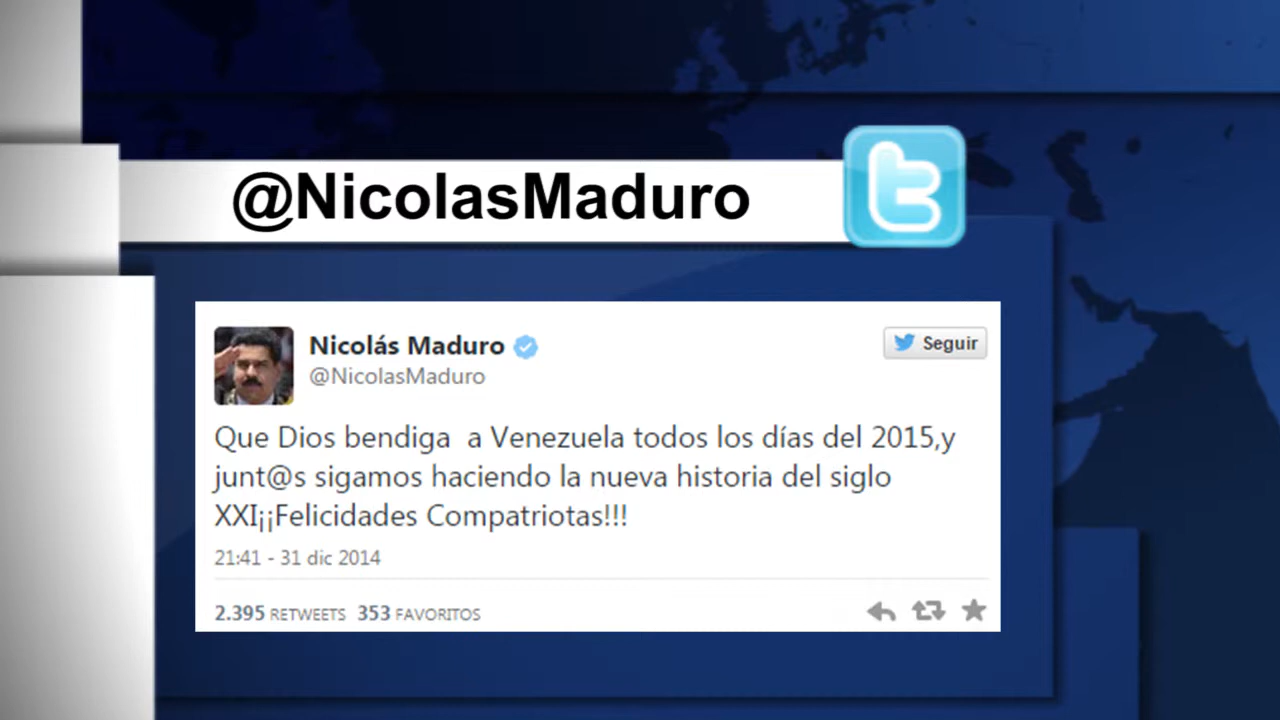 @NicolasMaduro
Nicolás Maduro
Seguir
@NicolasMaduro
Que Dios bendiga a Venezuela todos los días del 2015,y
junt@s sigamos haciendo la nueva historia del siglo
XXI¡¡Felicidades Compatriotas!!!
21:41 - 31 dic 2014
2.395 RETWEETS 353 FAVORITOS